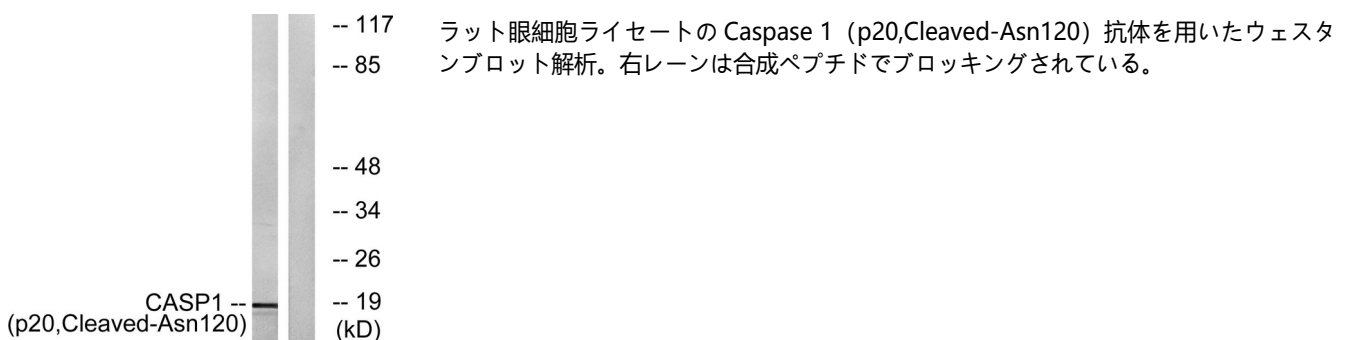 -- 117
-- 85
-- 48
-- 34
-- 26
-- 19
(kD)
CASP1 --
(p20,Cleaved-Asn120)
ラット眼細胞ライセートの Caspase 1（p20,Cleaved-Asn120）抗体を用いたウェスタ
ンブロット解析。右レーンは合成ペプチドでブロッキングされている。